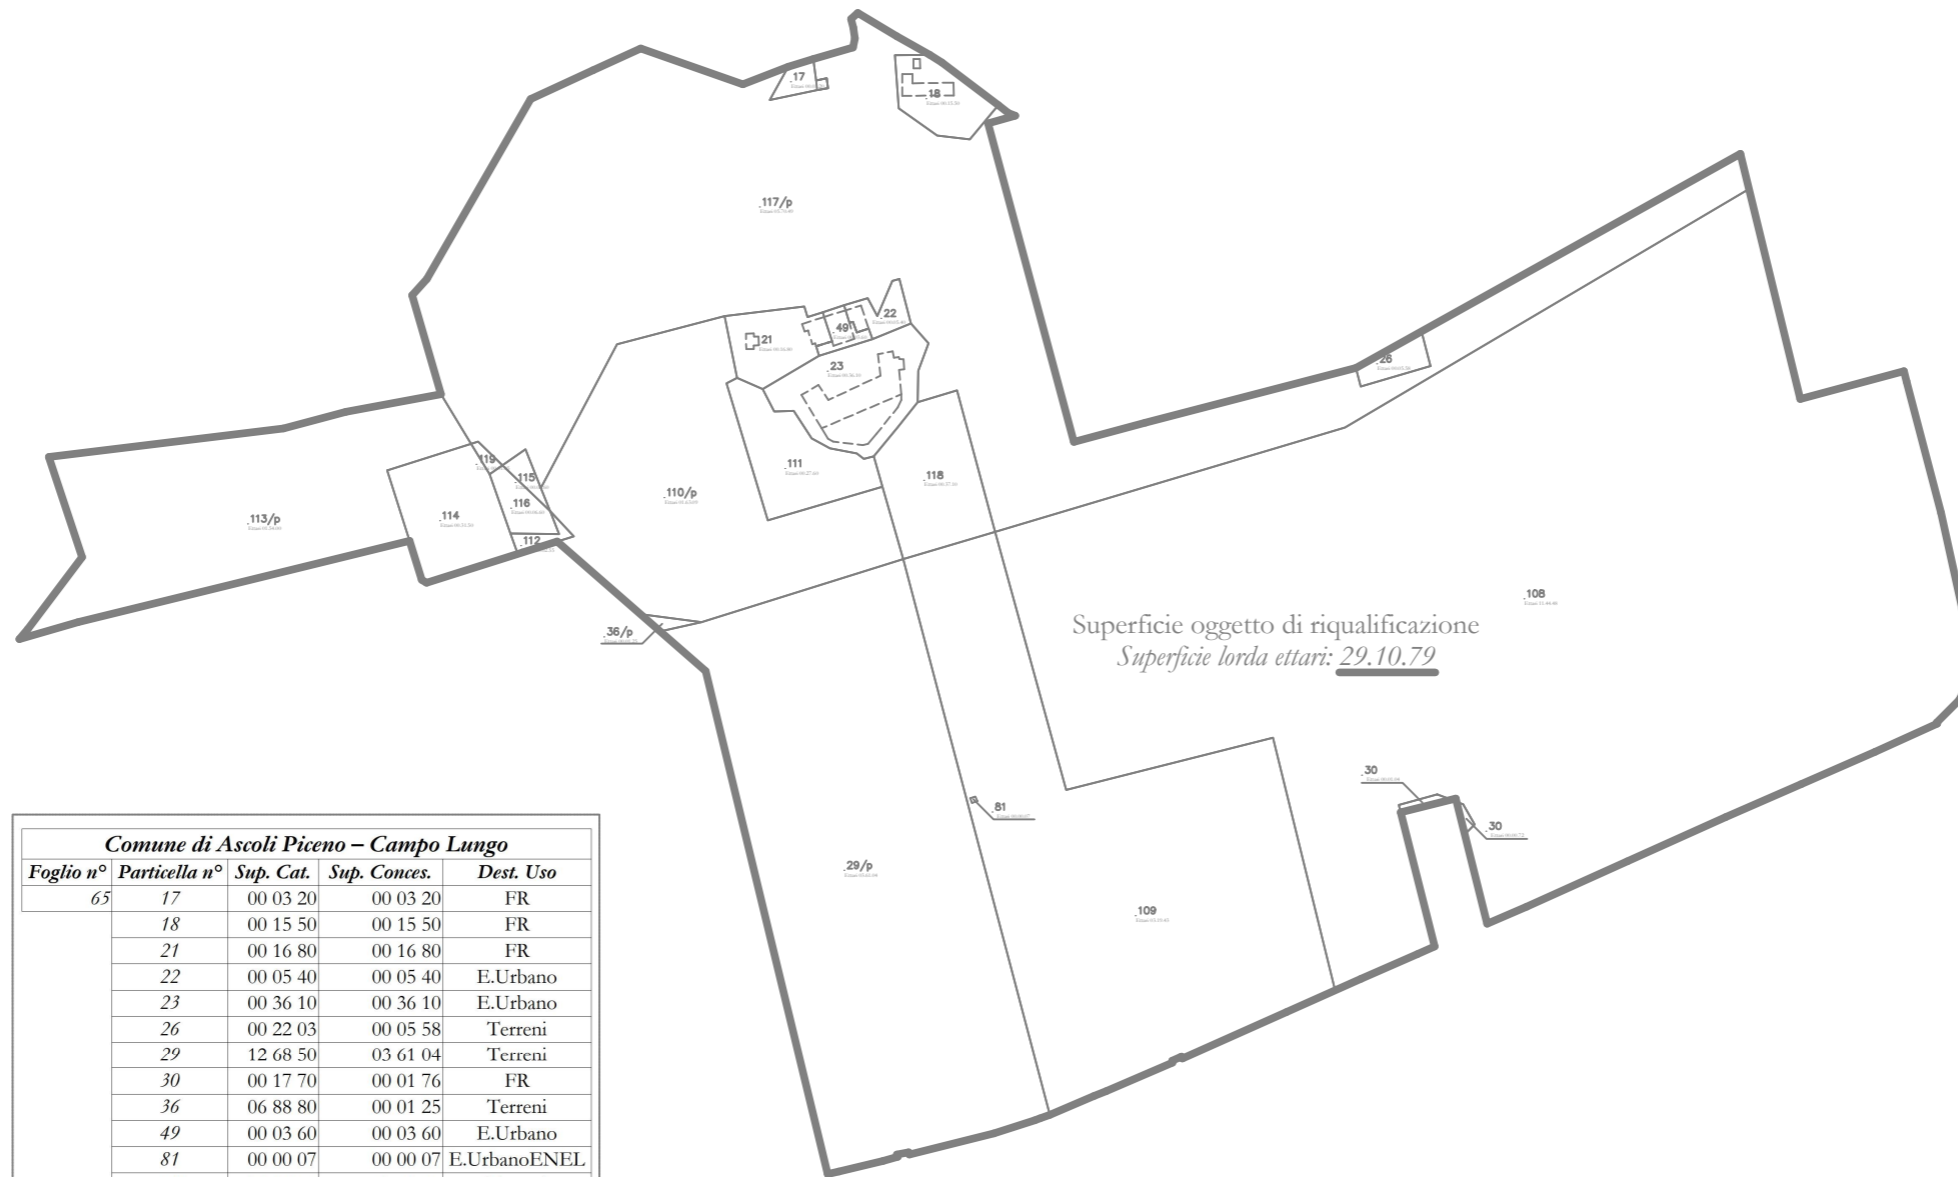 .17
.18
.117/p
.22
.49
.21
.23
.26
.119
.115
.111
.118
.110/p
.116
.113/p
.114
.112
.108
Superficie oggetto di riqualificazione
.36/p
Superficie lorda ettari: 29.10.79
.30
.81
.30
.29/p
.109
Comune di Ascoli Piceno – Campo Lungo
Foglio n° Particella n° Sup. Cat. Sup. Conces. Dest. Uso
65 17 00 03 20 00 03 20 FR
18 00 15 50 00 15 50 FR
21 00 16 80 00 16 80 FR
22 00 05 40 00 05 40 E.Urbano
23 00 36 10 00 36 10 E.Urbano
26 00 22 03 00 05 58 Terreni
29 12 68 50 03 61 04 Terreni
30 00 17 70 00 01 76 FR
36 06 88 80 00 01 25 Terreni
49 00 03 60 00 03 60 E.Urbano
81 00 00 07 00 00 07 E.UrbanoENEL